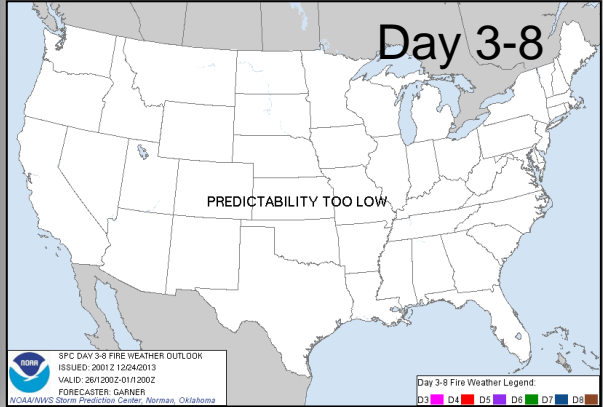 Day 3-8
PREDICTABILITY TOO LOW
NOAA
SPC DAY 3-8 FIRE WEATHER OUTLOOK
ISSUED: 2001Z 12/24/2013
VALID: 26/1200Z-01/1200Z
FORECASTER: GARNER
NOAA/NWS Storm Prediction Center, Norman, Oklahoma
Day 3-8 Fire Weather Legend:
D3 D4 D5 D6 D7 D8